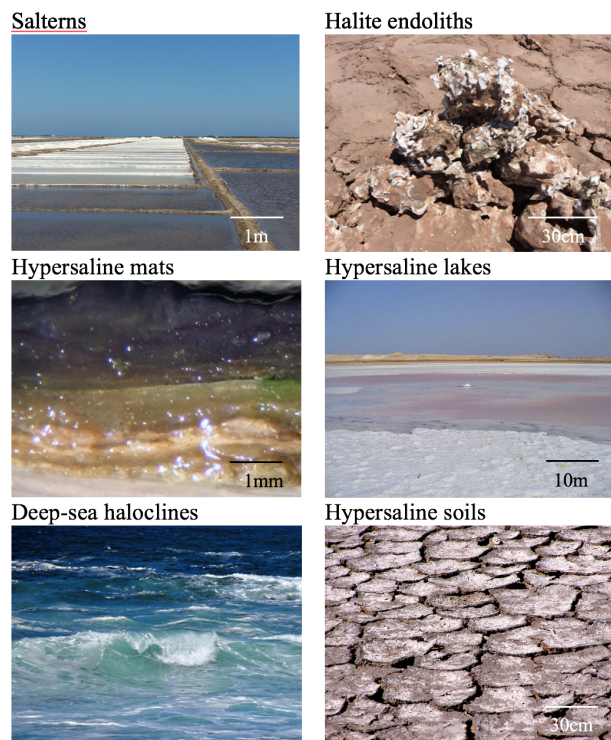 Salterns
Halite endoliths
1m
30cm
Hypersaline mats
Hypersaline lakes
1mm
10m
Deep-sea haloclines
Hypersaline soils
30cm